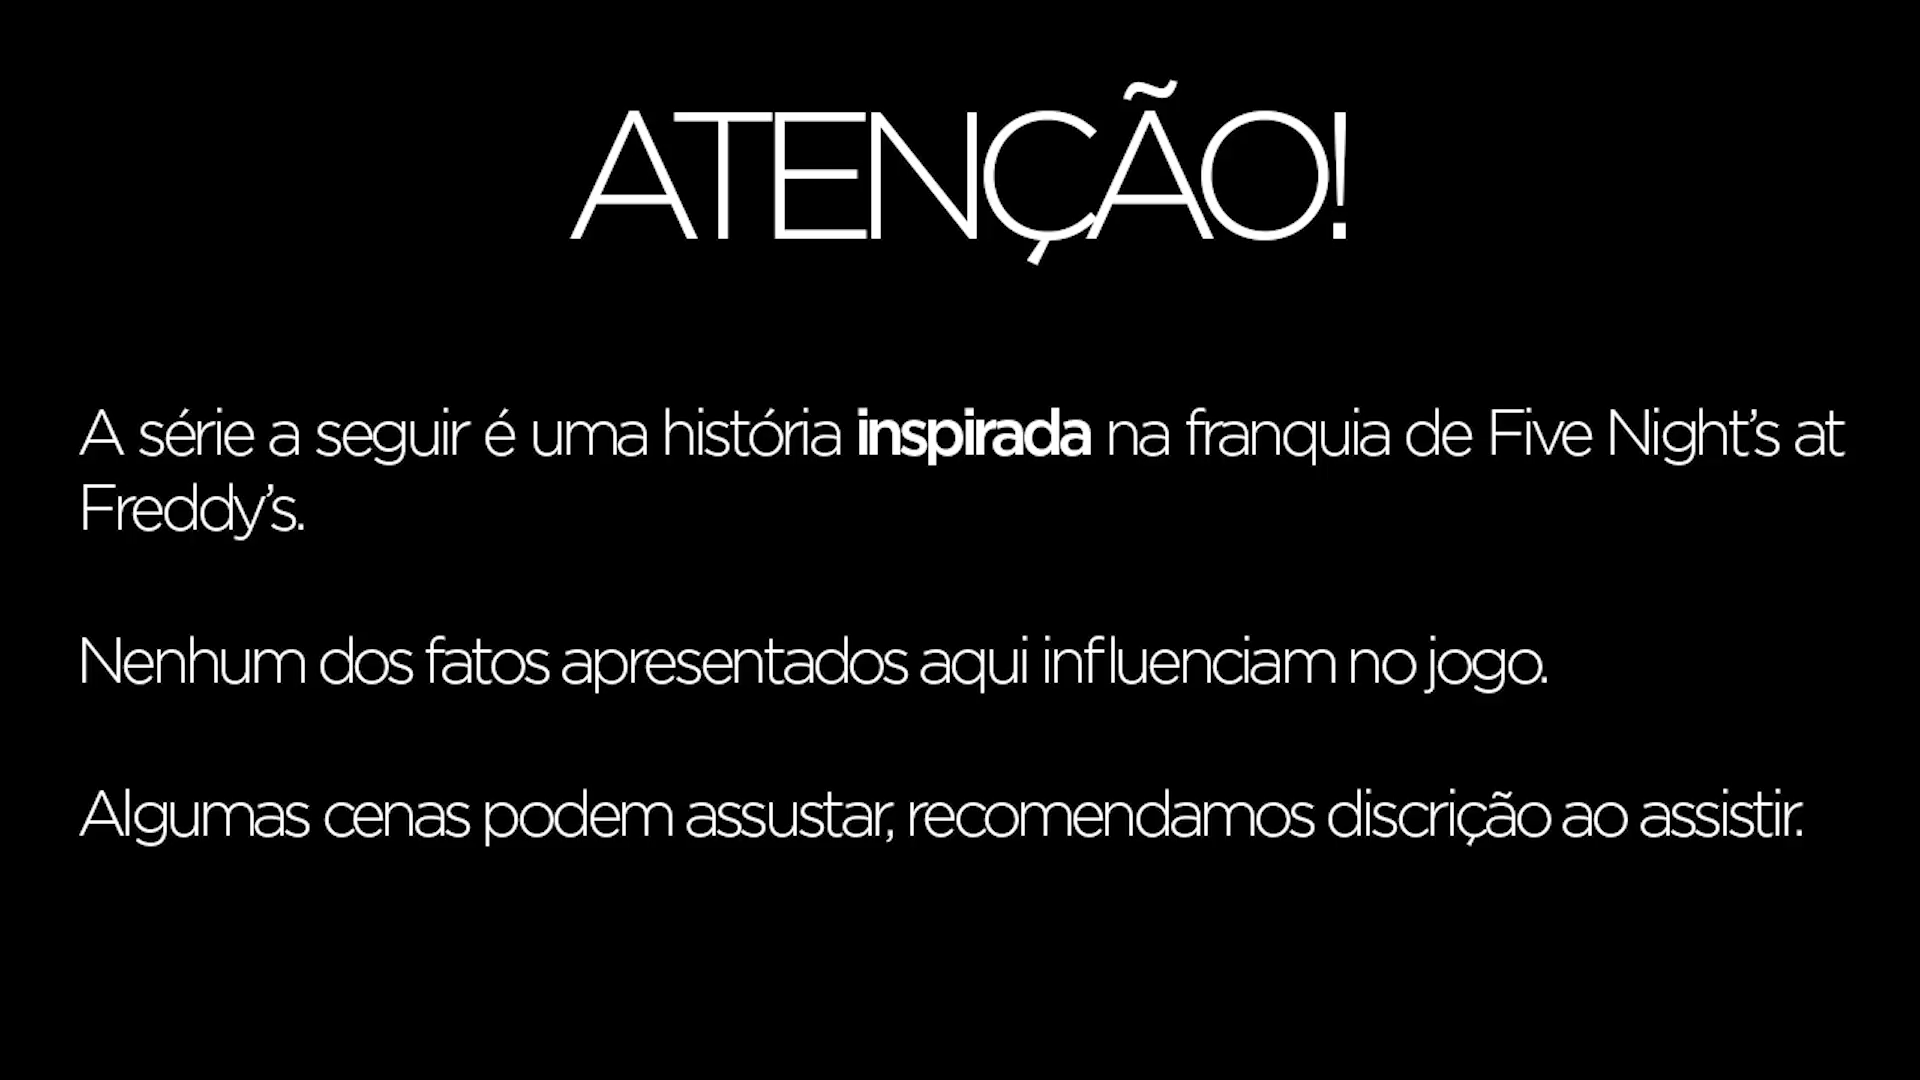 ATENÇÃO!
A série a seguir é uma história inspirada na franquia de Five Night’s at
Freddy’s.
Nenhum dos fatos apresentados aqui influenciam no jogo.
Algumas cenas podem assustar, recomendamos discrição ao assistir.